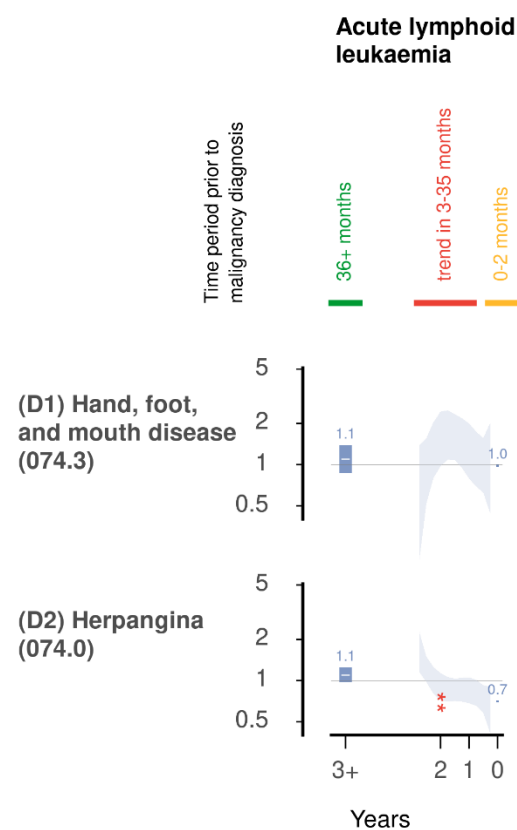 Acute lymphoid
leukaemia
Time period prior to
malignancy diagnosis
36+ months
trend in 3-35 months
0-2 months
(D1) Hand, foot,
and mouth disease
(074.3)
5
2
1
0.5
1.1
1.0
(D2) Herpangina
(074.0)
5
2
1
0.5
1.1
0.7
**
3+
2
1
0
Years